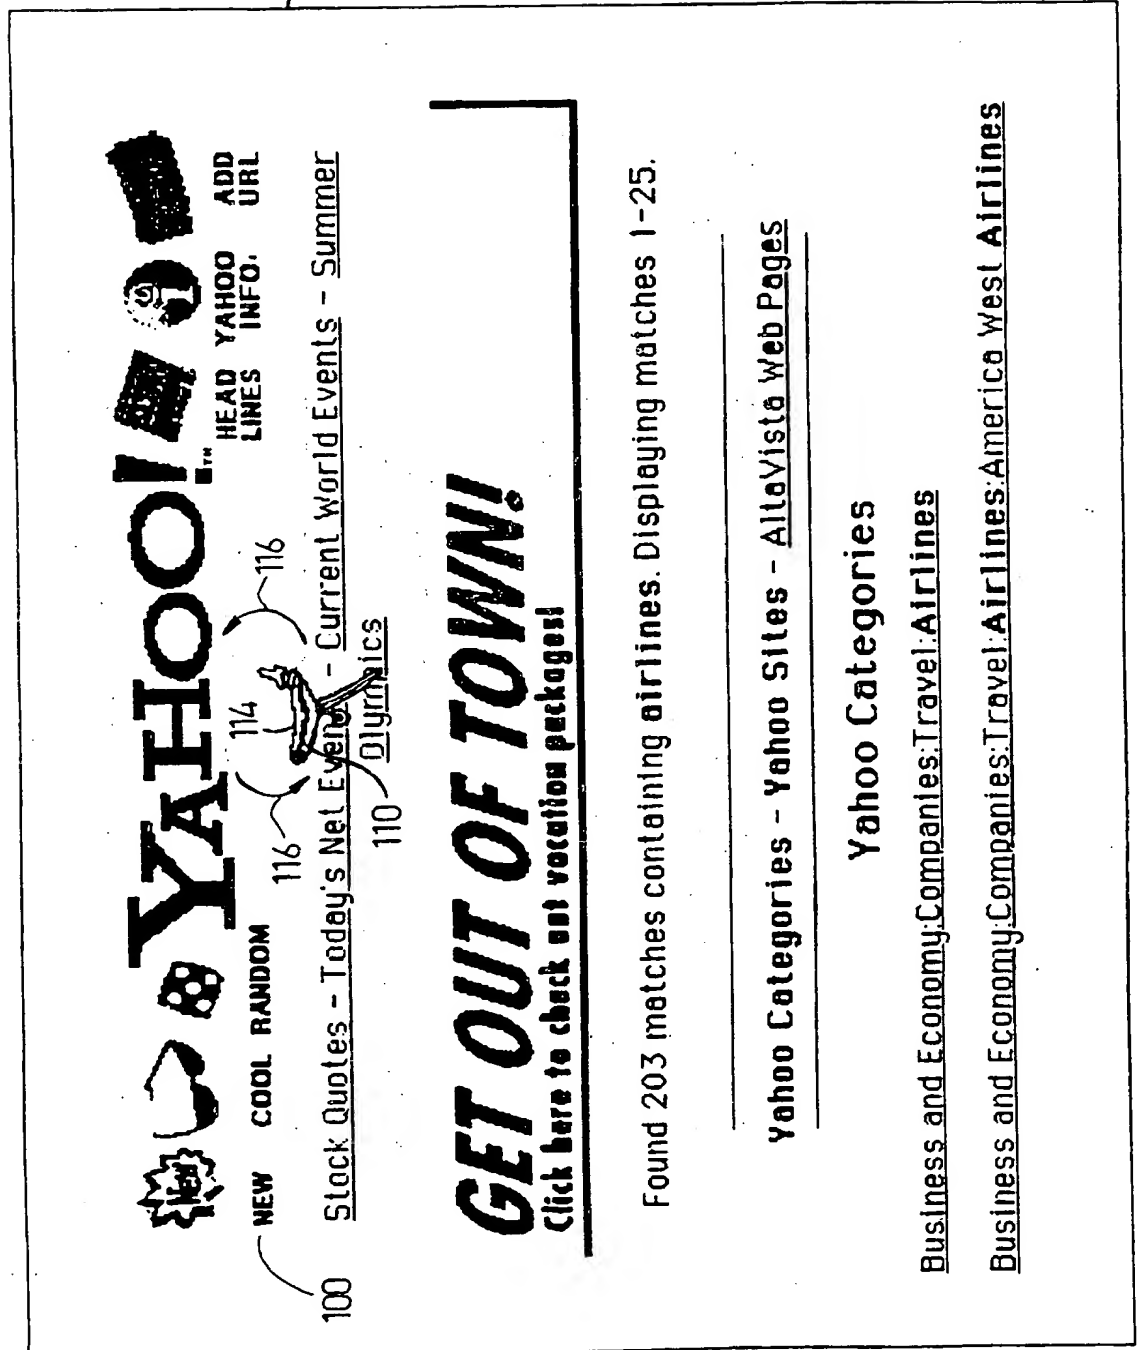 YAHOO!™
New
NEW COOL RANDOM HEAD LINES YAHOO INFO. ADD URL
114
116
116
Stock Quotes - Today's Net Events - Current World Events - Summer
Olympics
110
100
GET OUT OF TOWN!
Click here to check out vacation packages!
Found 203 matches containing airlines. Displaying matches 1-25.
Yahoo Categories - Yahoo Sites - AltaVista Web Pages
Yahoo Categories
Business and Economy:Companies:Travel:Airlines
Business and Economy:Companies:Travel:Airlines:America West Airlines